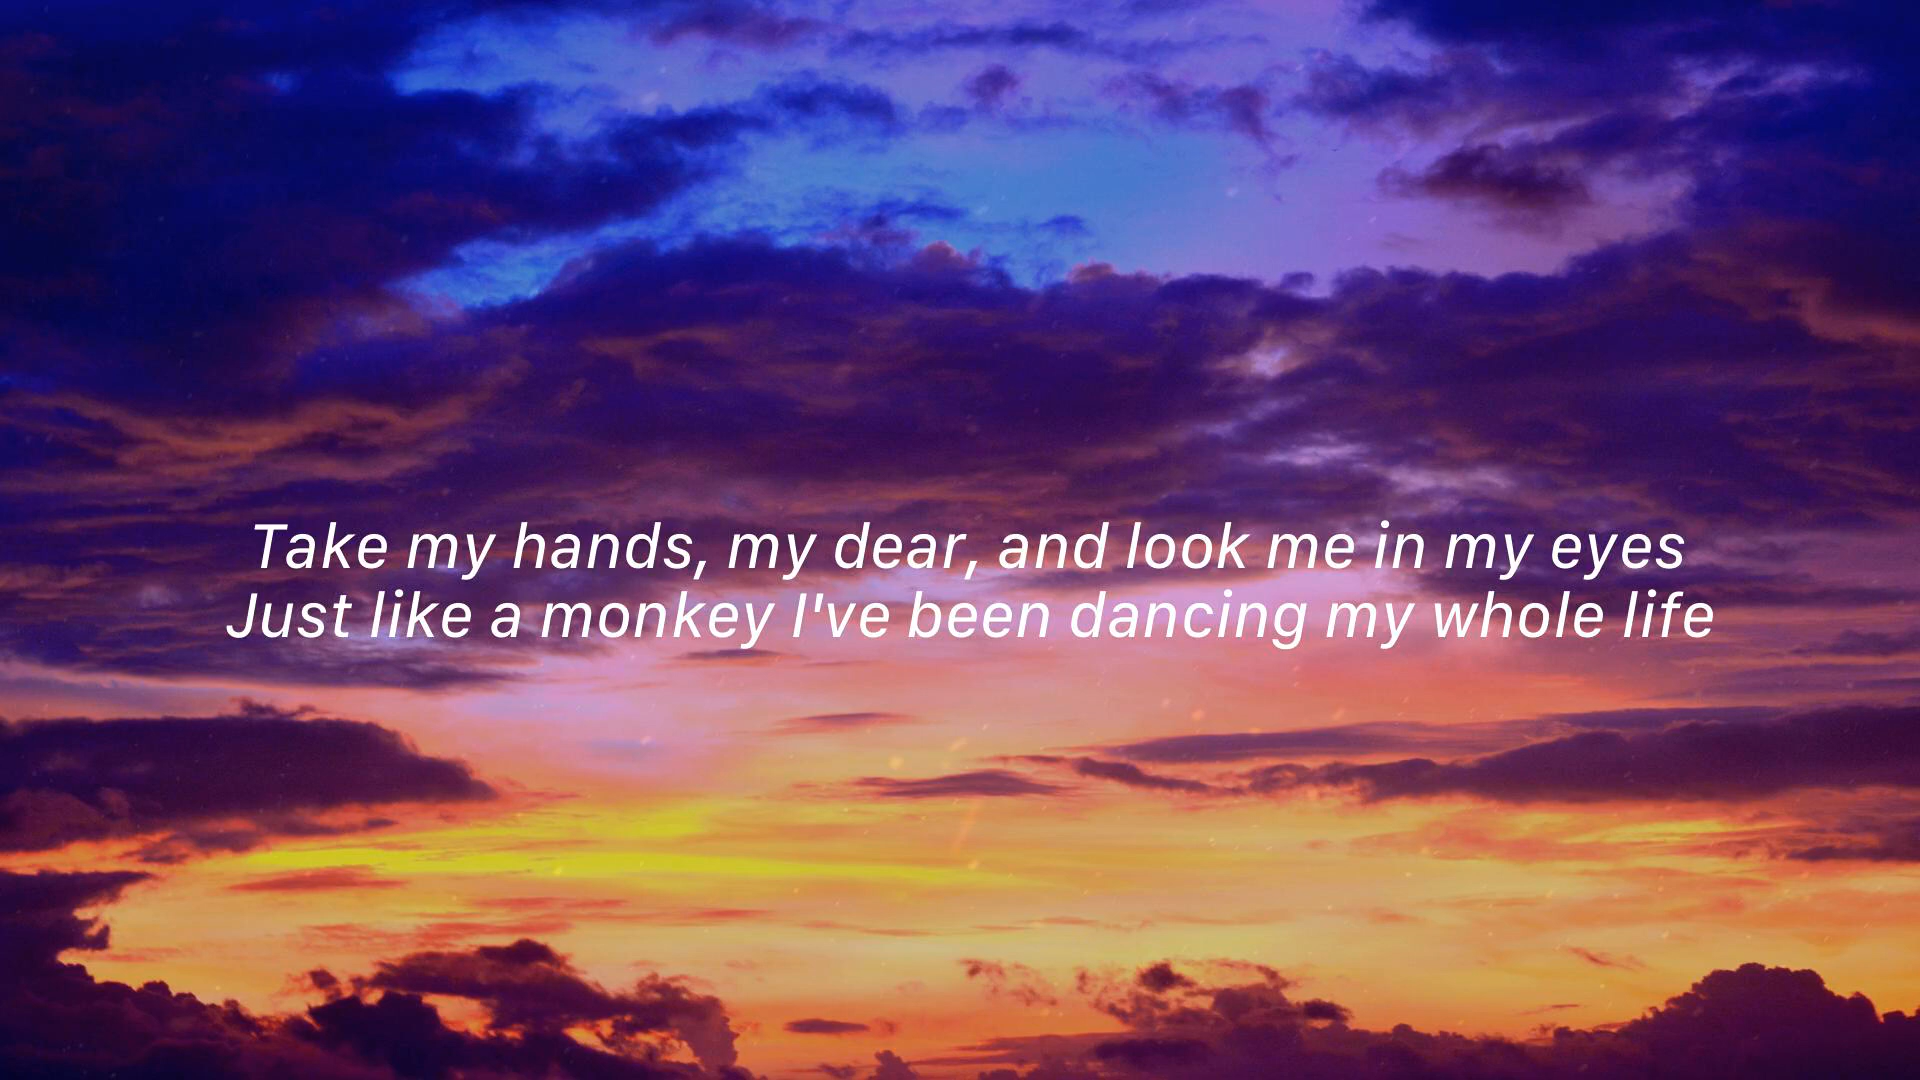 Take my hands, my dear, and look me in my eyes
Just like a monkey I've been dancing my whole life